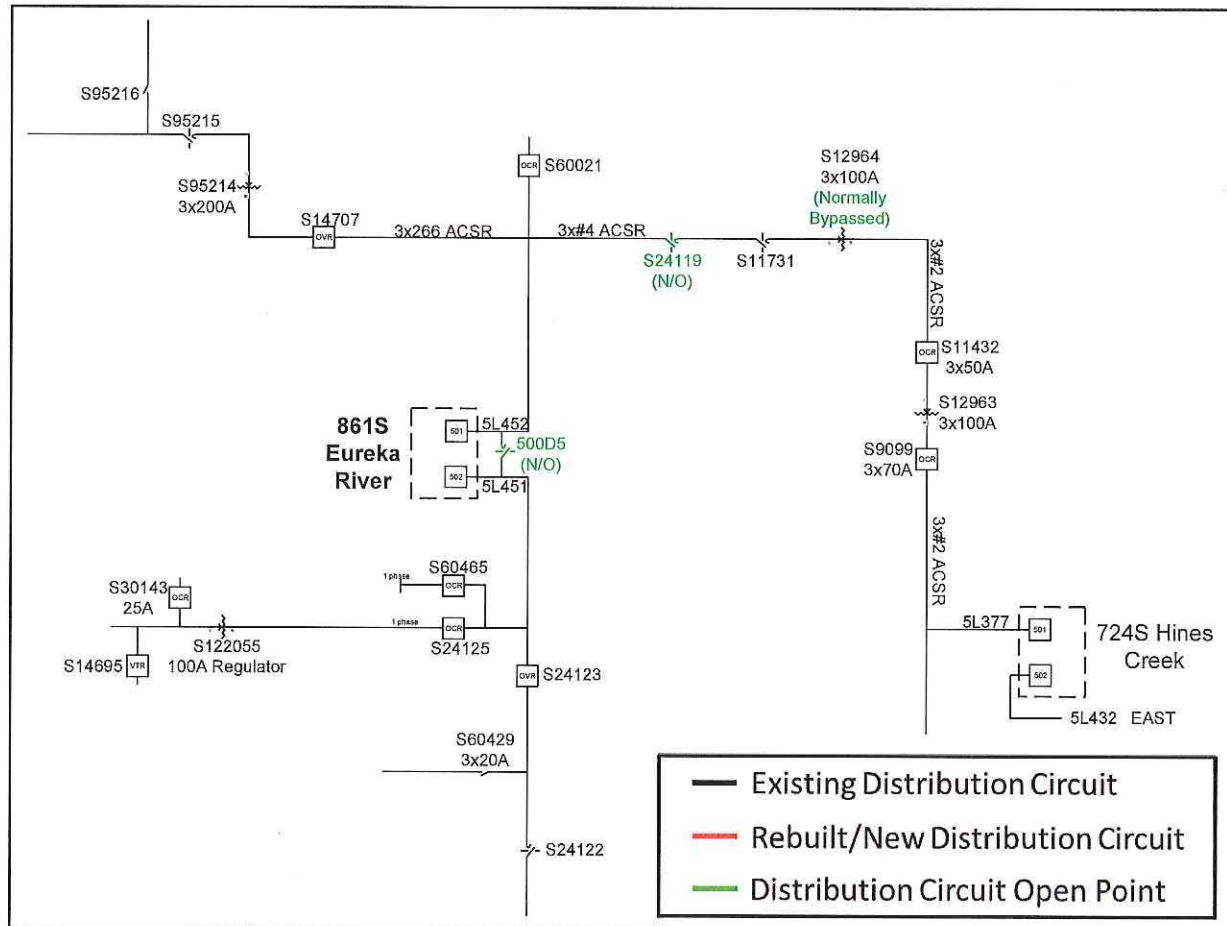 S95216
S95215
S95214
3x200A
S14707
OVR
3x266 ACSR
OCR
S60021
3x#4 ACSR
S24119
(N/O)
S11731
S12964
3x100A
(Normally
Bypassed)
3x#2 ACSR
OCR
S11432
3x50A
S12963
3x100A
S9099
3x70A
OCR
3x#2 ACSR
861S
Eureka
River
501
5L452
500D5
(N/O)
502
5L451
S60465
1 phase
OCR
S30143
25A
OCR
1 phase
OCR
S24125
S122055
100A Regulator
S14695
VTR
OVR
S24123
5L377
501
502
724S Hines
Creek
5L432 EAST
S60429
3x20A
S24122
Existing Distribution Circuit
Rebuilt/New Distribution Circuit
Distribution Circuit Open Point